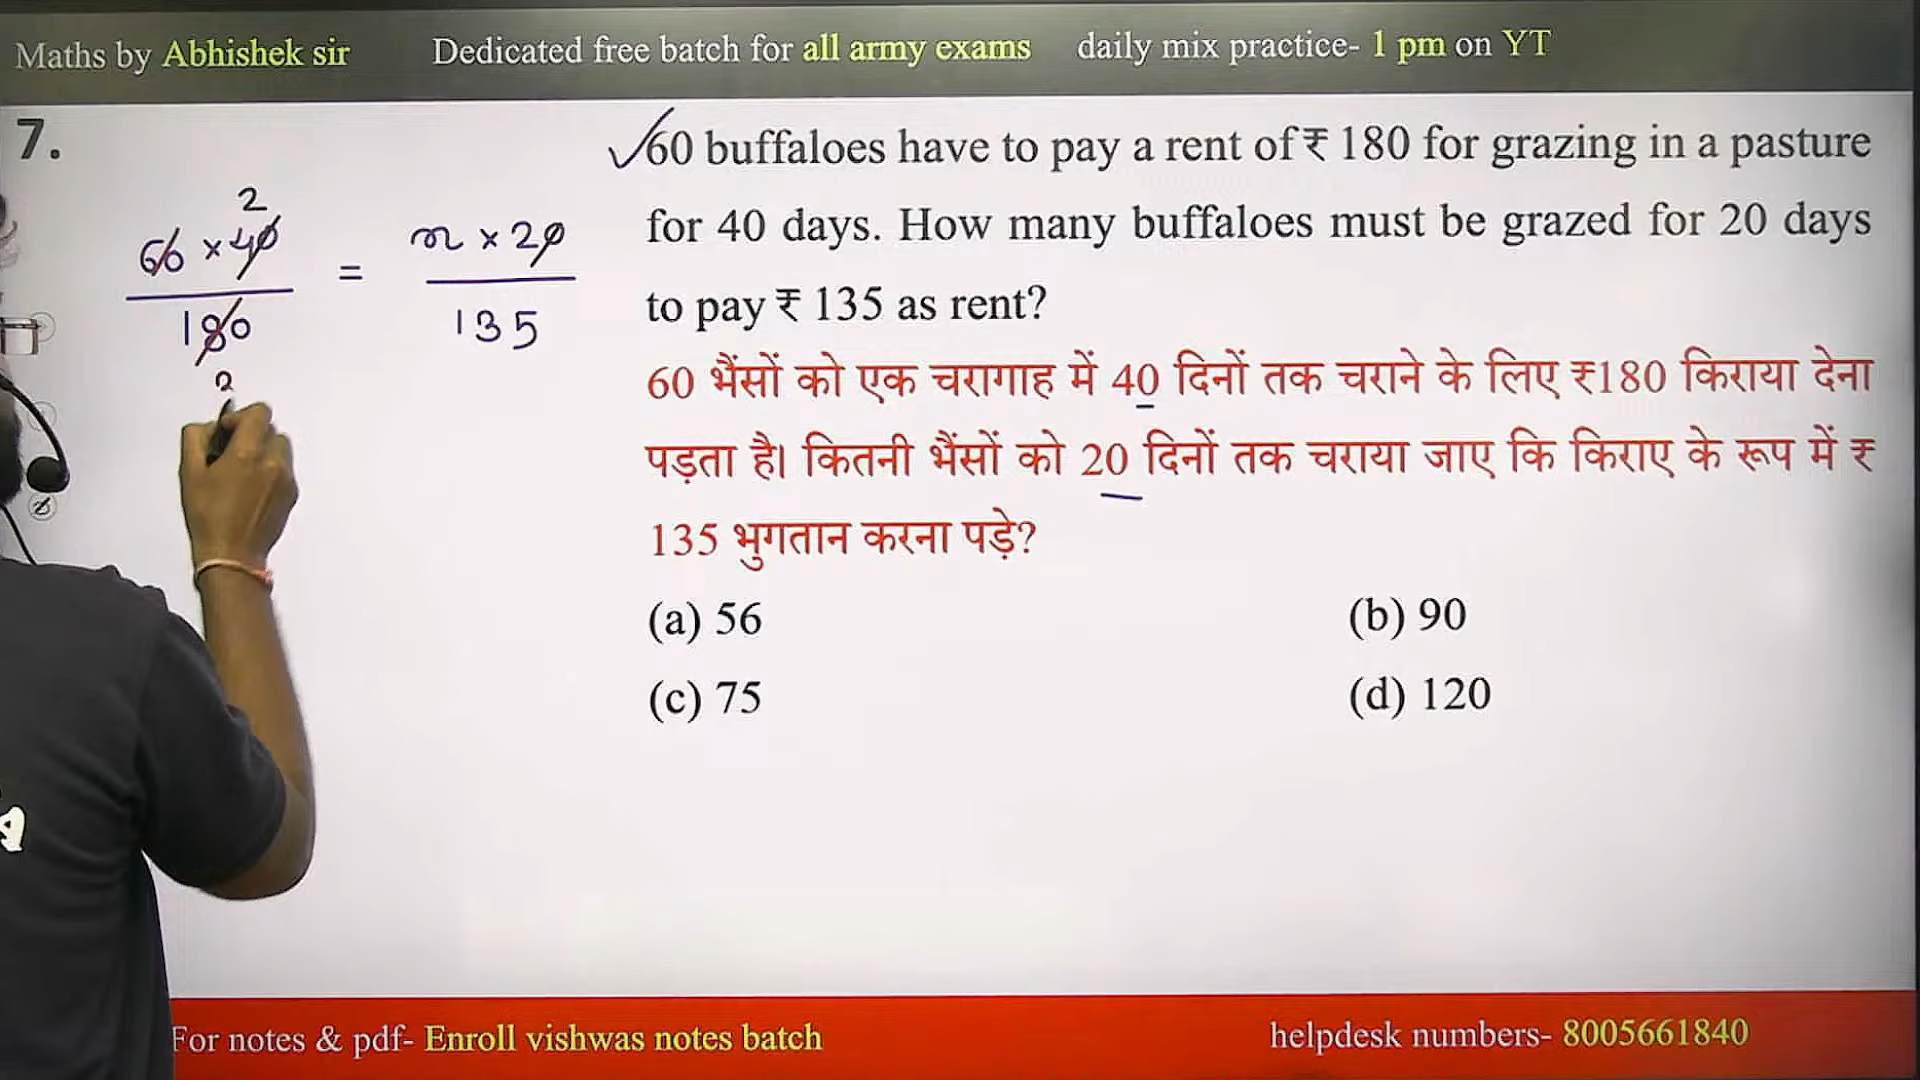 Maths by Abhishek sir Dedicated free batch for all army exams daily mix practice- 1 pm on YT
7.
✓60 buffaloes have to pay a rent of ₹ 180 for grazing in a pasture
for 40 days. How many buffaloes must be grazed for 20 days
to pay ₹ 135 as rent?
60 भैंसों को एक चरागाह में 40 दिनों तक चराने के लिए ₹180 किराया देना
पड़ता है। कितनी भैंसों को 20 दिनों तक चराया जाए कि किराए के रूप में ₹
135 भुगतान करना पड़े?
(a) 56 (b) 90
(c) 75 (d) 120
2
60 × 40 = x × 20
180 135
For notes & pdf- Enroll vishwas notes batch helpdesk numbers- 8005661840